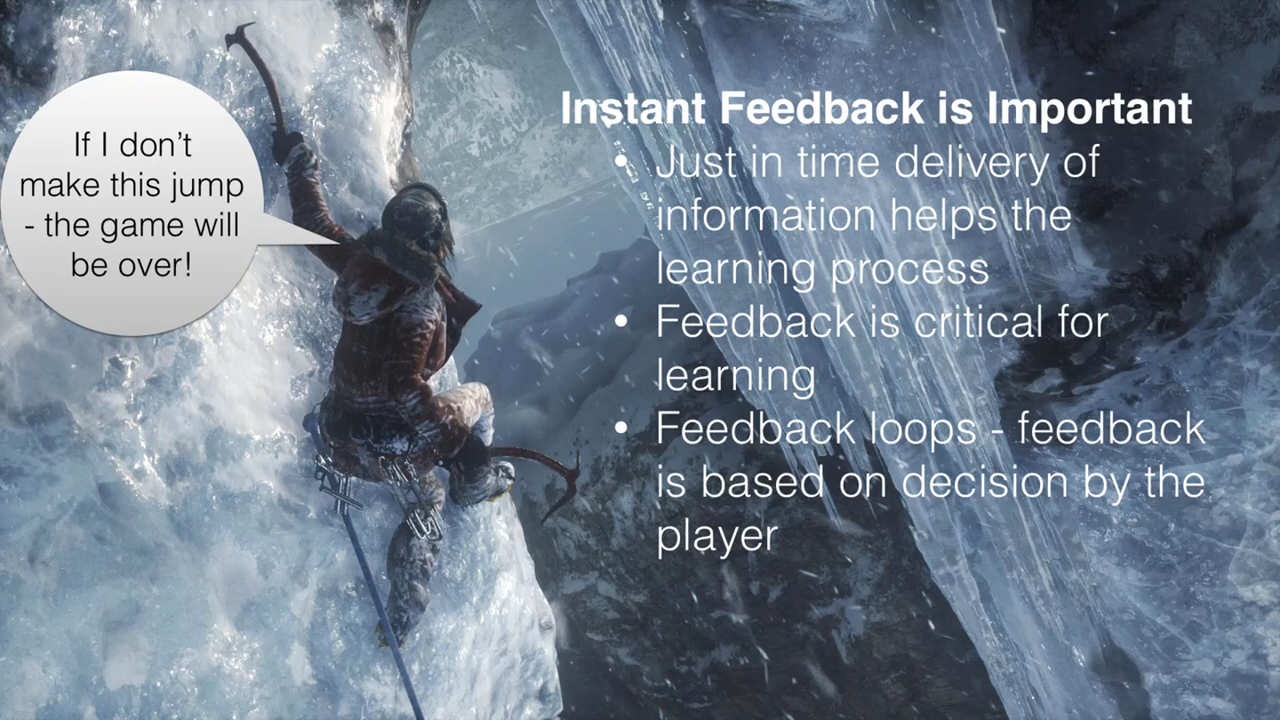 If I don’t
make this jump
- the game will
be over!
Instant Feedback is Important
• Just in time delivery of
information helps the
learning process
• Feedback is critical for
learning
• Feedback loops - feedback
is based on decision by the
player